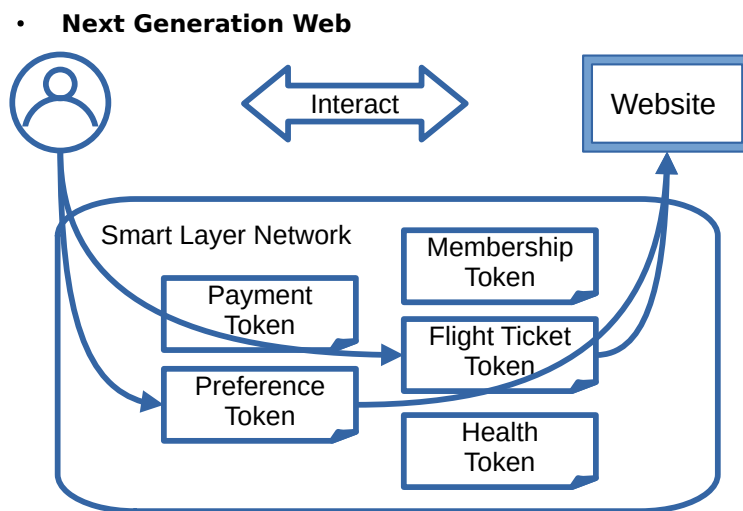 • Next Generation Web
Interact
Website
Smart Layer Network
Membership
Token
Payment
Token
Flight Ticket
Token
Preference
Token
Health
Token